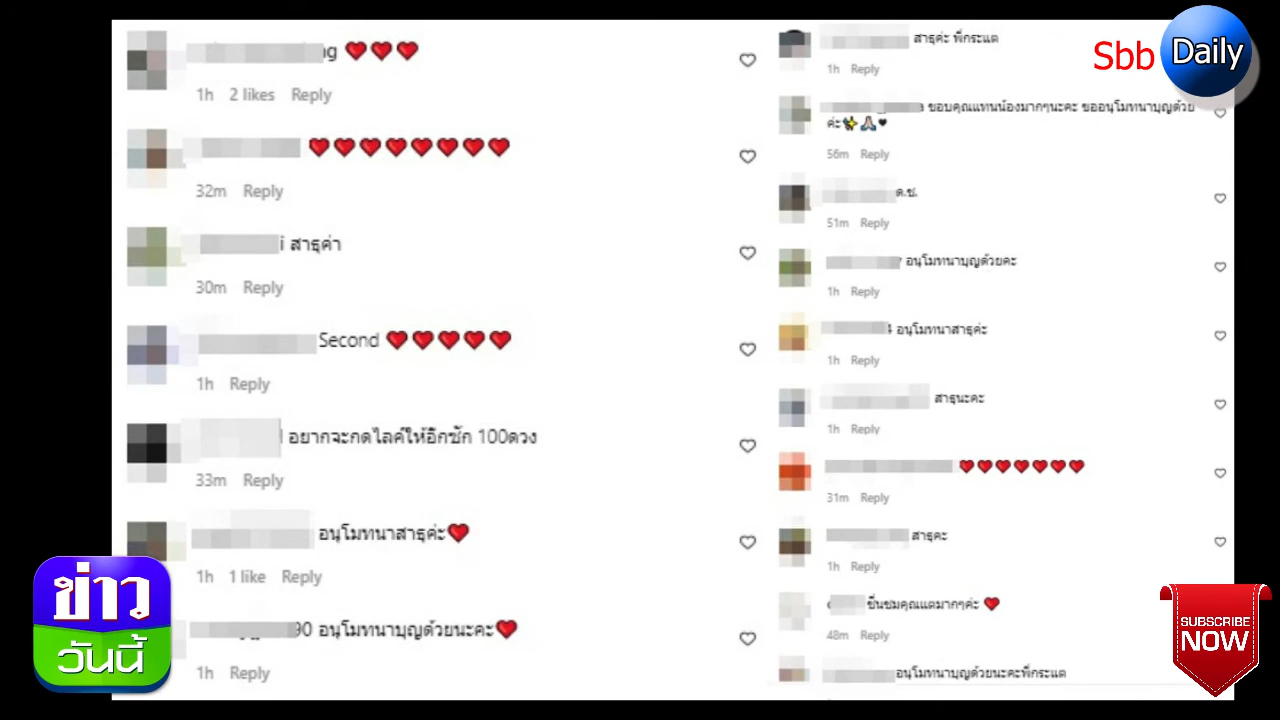 ng ❤❤❤
1h 2 likes Reply
❤❤❤❤❤❤❤❤
32m Reply
i สาธุค่า
30m Reply
Second ❤❤❤❤❤
1h Reply
อยากจะกดไลค์ให้อีกซัก 100ดวง
33m Reply
อนุโมทนาสาธุค่ะ❤
1h 1 like Reply
90 อนุโมทนาบุญด้วยนะคะ❤
1h Reply
สาธุค่ะ พี่กระแต
1h Reply
ขอบคุณแทนน้องมากๆนะคะ ขออนุโมทนาบุญด้วย
ค่ะ✨🙏🏻♥
56m Reply
ด.ช.
51m Reply
อนุโมทนาบุญด้วยคะ
1h Reply
4 อนุโมทนาสาธุค่ะ
1h Reply
สาธุนะคะ
1h Reply
❤❤❤❤❤❤❤
31m Reply
สาธุคะ
1h Reply
ชื่นชมคุณแตมากๆค่ะ ❤
48m Reply
อนุโมทนาบุญด้วยนะคะพี่กระแต
Sbb Daily
ข่าว
วันนี้
SUBSCRIBE
NOW